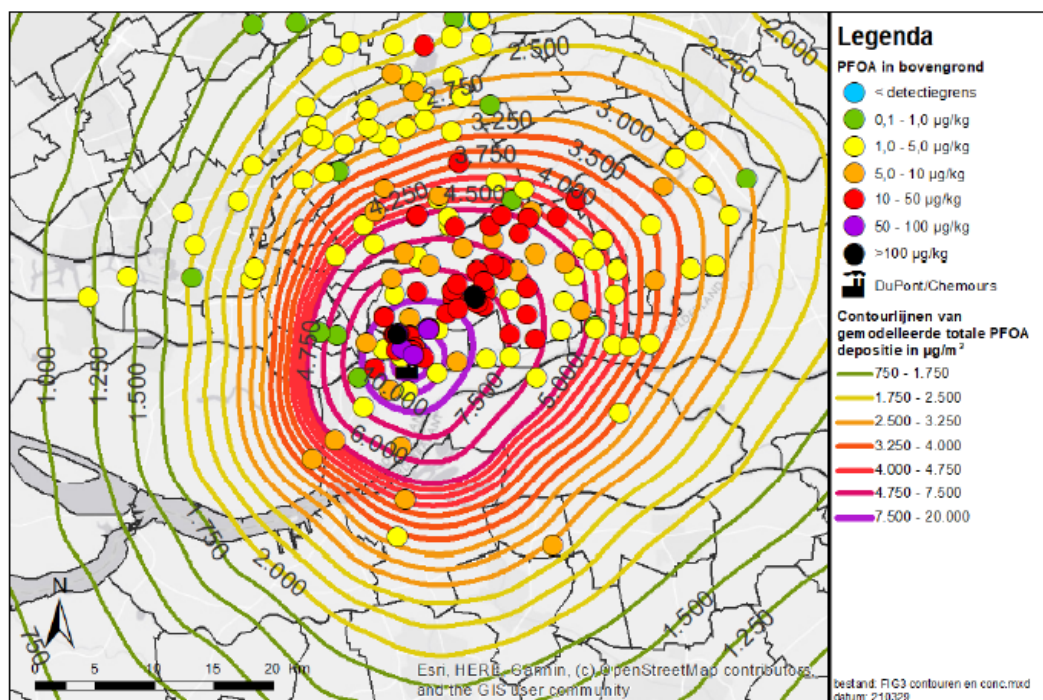 2.000
2.250
2.500
2.750
3.000
3.250
3.500
3.750
4.000
4.250
4.500
4.750
1.000
1.250
1.500
10.000
7.500
5.000
6.000
1.750
2.000
1.500
1.250
750
N
0 5 10 20 Km
Esri, HERE, Garmin, (c) OpenStreetMap contributors,
and the GIS user community
Legenda
PFOA in bovengrond
< detectiegrens
0,1 - 1,0 µg/kg
1,0 - 5,0 µg/kg
5,0 - 10 µg/kg
10 - 50 µg/kg
50 - 100 µg/kg
>100 µg/kg
DuPont/Chemours
Contourlijnen van
gemodelleerde totale PFOA
depositie in µg/m²
750 - 1.750
1.750 - 2.500
2.500 - 3.250
3.250 - 4.000
4.000 - 4.750
4.750 - 7.500
7.500 - 20.000
bestand: FIG3 contouren en conc.mxd
datum: 210329